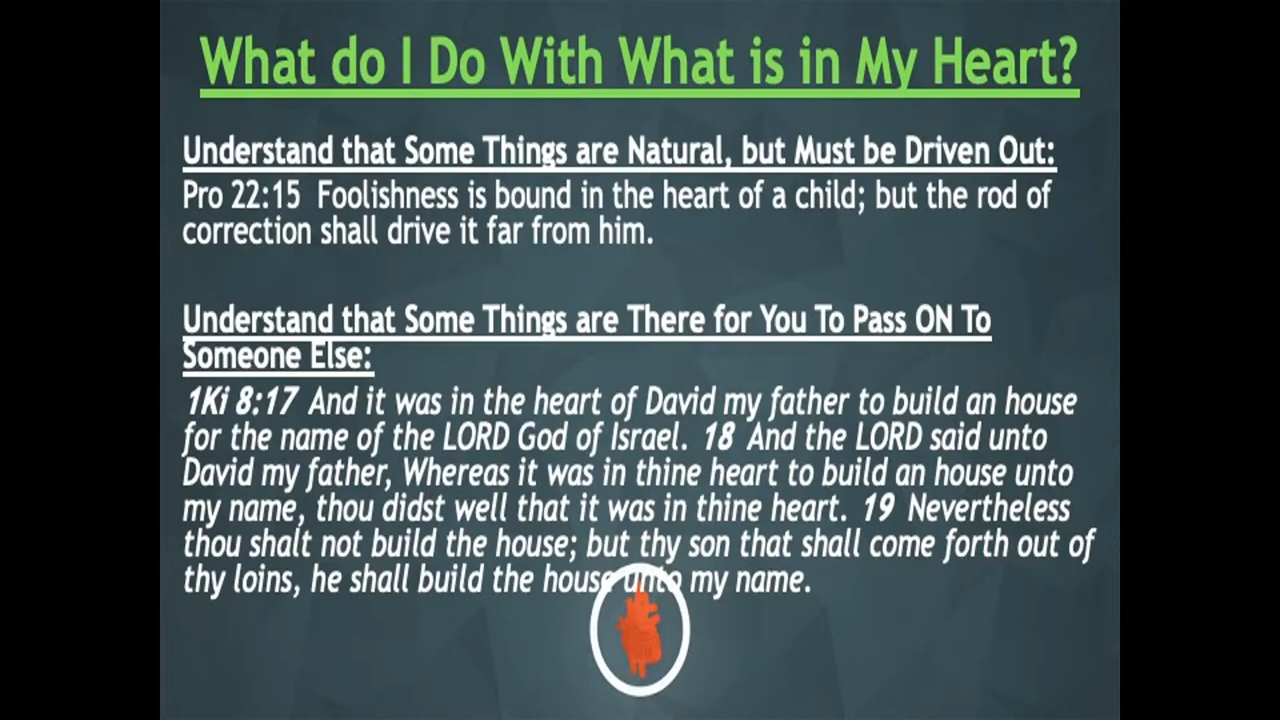 What do I Do With What is in My Heart?
Understand that Some Things are Natural, but Must be Driven Out:
Pro 22:15 Foolishness is bound in the heart of a child; but the rod of
correction shall drive it far from him.
Understand that Some Things are There for You To Pass ON To
Someone Else:
1Ki 8:17 And it was in the heart of David my father to build an house
for the name of the LORD God of Israel. 18 And the LORD said unto
David my father, Whereas it was in thine heart to build an house unto
my name, thou didst well that it was in thine heart. 19 Nevertheless
thou shalt not build the house; but thy son that shall come forth out of
thy loins, he shall build the house unto my name.